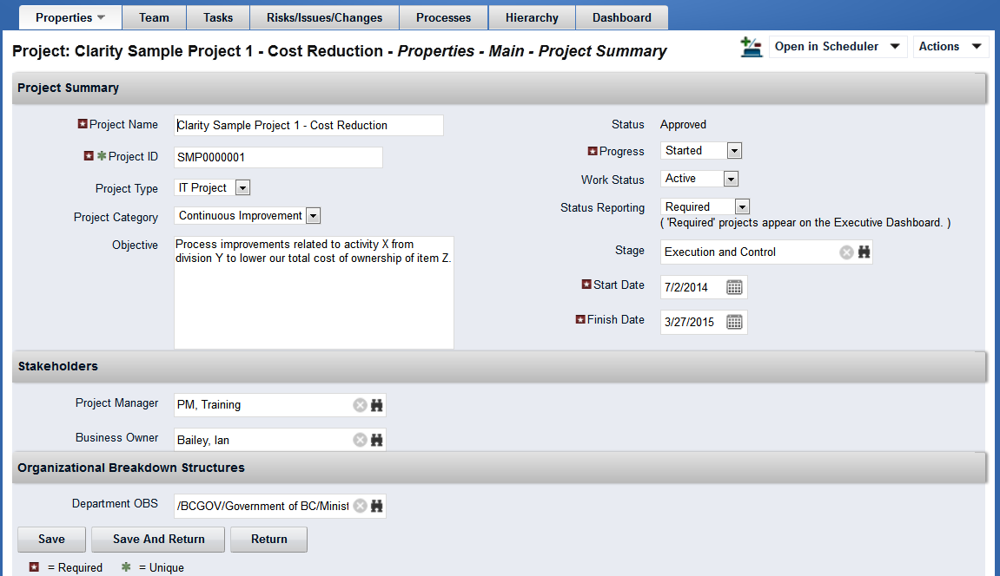 Properties Team Tasks Risks/Issues/Changes Processes Hierarchy Dashboard
Project: Clarity Sample Project 1 - Cost Reduction - Properties - Main - Project Summary
Open in Scheduler Actions
Project Summary
Project Name Clarity Sample Project 1 - Cost Reduction
Project ID SMP0000001
Project Type IT Project
Project Category Continuous Improvement
Objective Process improvements related to activity X from
division Y to lower our total cost of ownership of item Z.
Status Approved
Progress Started
Work Status Active
Status Reporting Required
( 'Required' projects appear on the Executive Dashboard. )
Stage Execution and Control
Start Date 7/2/2014
Finish Date 3/27/2015
Stakeholders
Project Manager PM, Training
Business Owner Bailey, Ian
Organizational Breakdown Structures
Department OBS /BCGOV/Government of BC/Minist
Save Save And Return Return
= Required = Unique